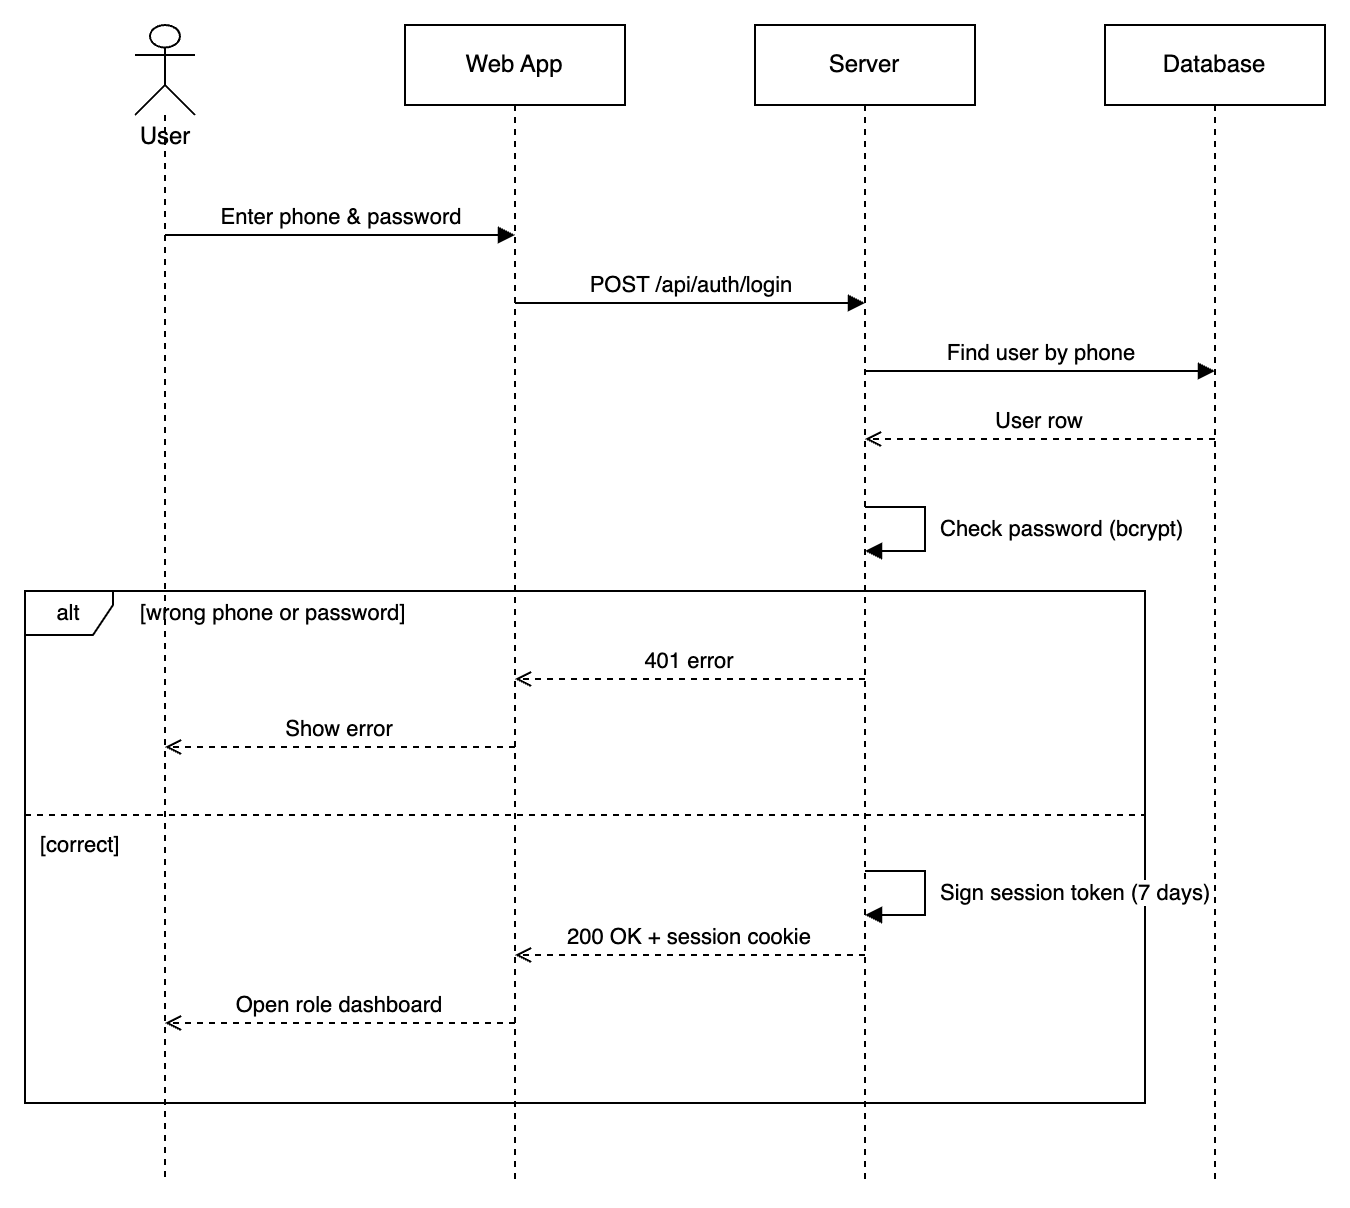 User
Web App
Server
Database
Enter phone & password
POST /api/auth/login
Find user by phone
User row
Check password (bcrypt)
alt
[wrong phone or password]
401 error
Show error
[correct]
Sign session token (7 days)
200 OK + session cookie
Open role dashboard